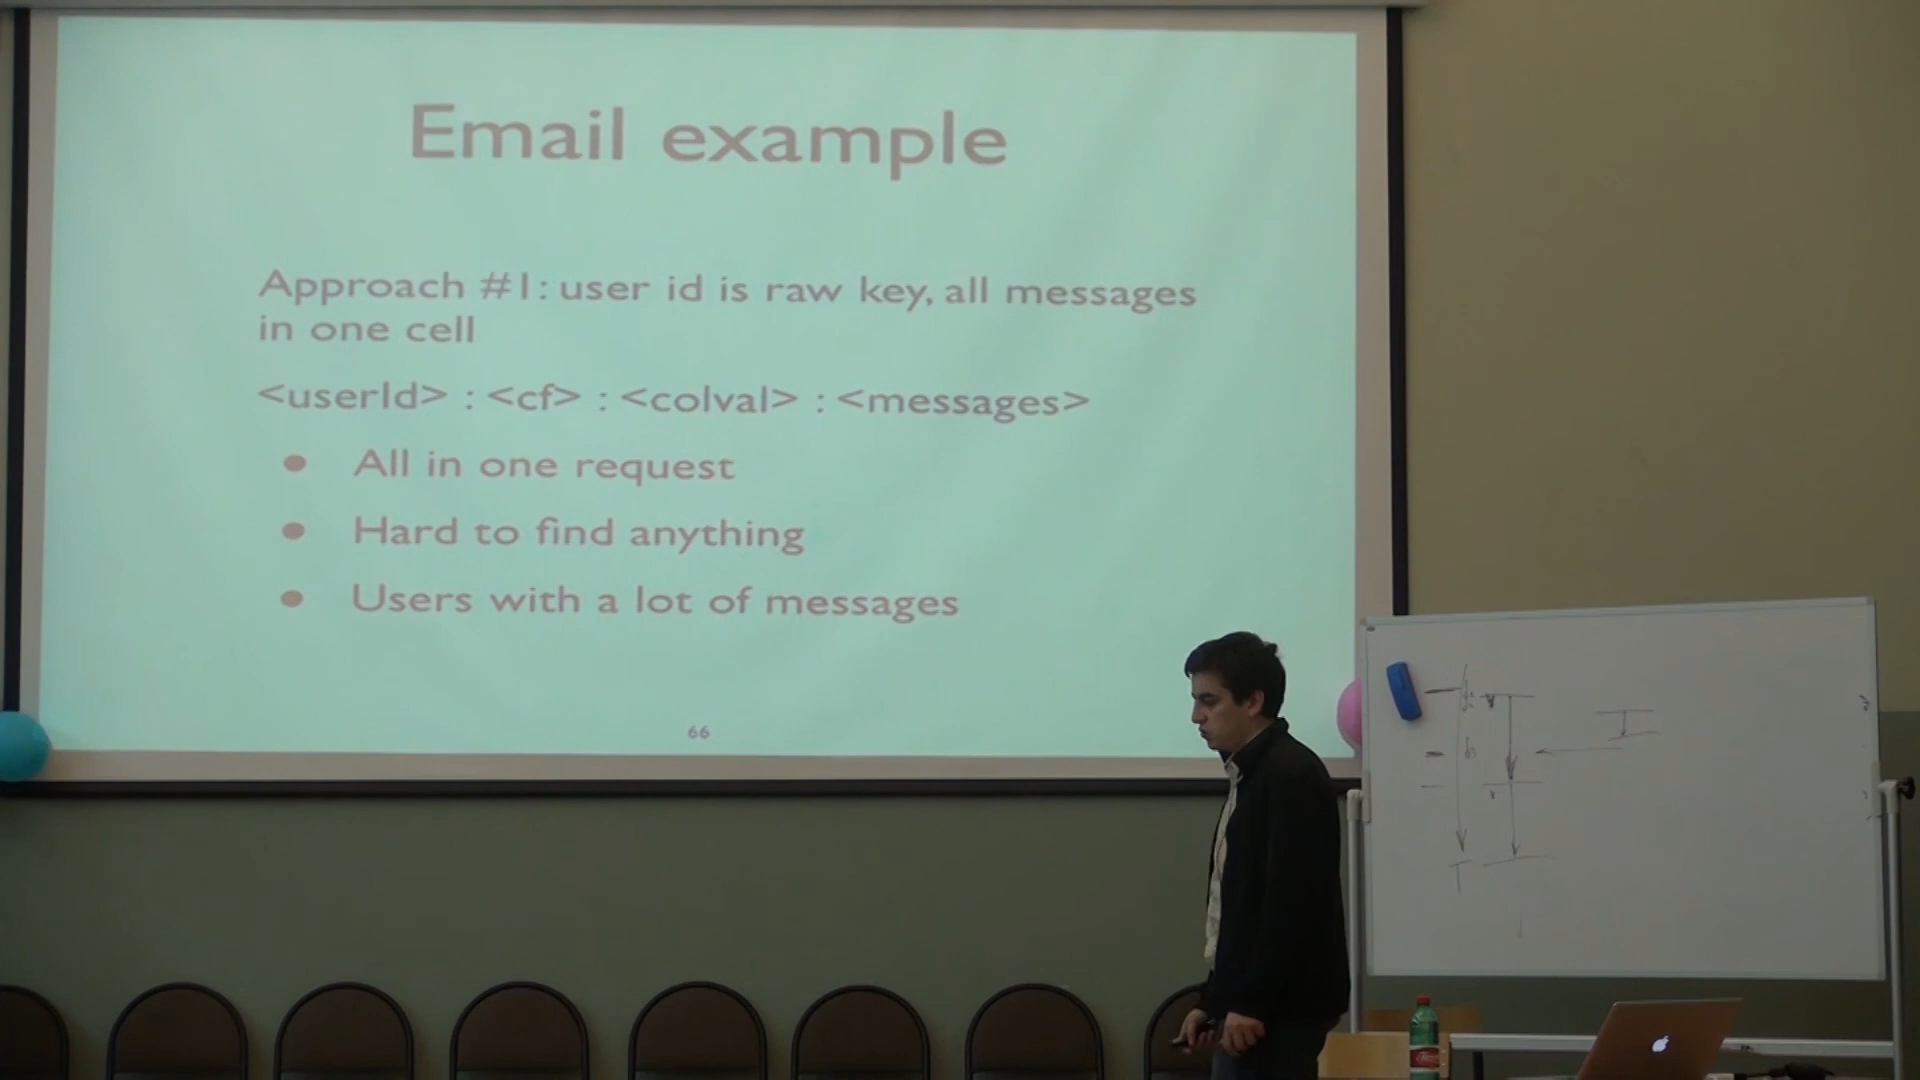 Email example
Approach #1: user id is raw key, all messages
in one cell
<userId> : <cf> : <colval> : <messages>
● All in one request
● Hard to find anything
● Users with a lot of messages
66